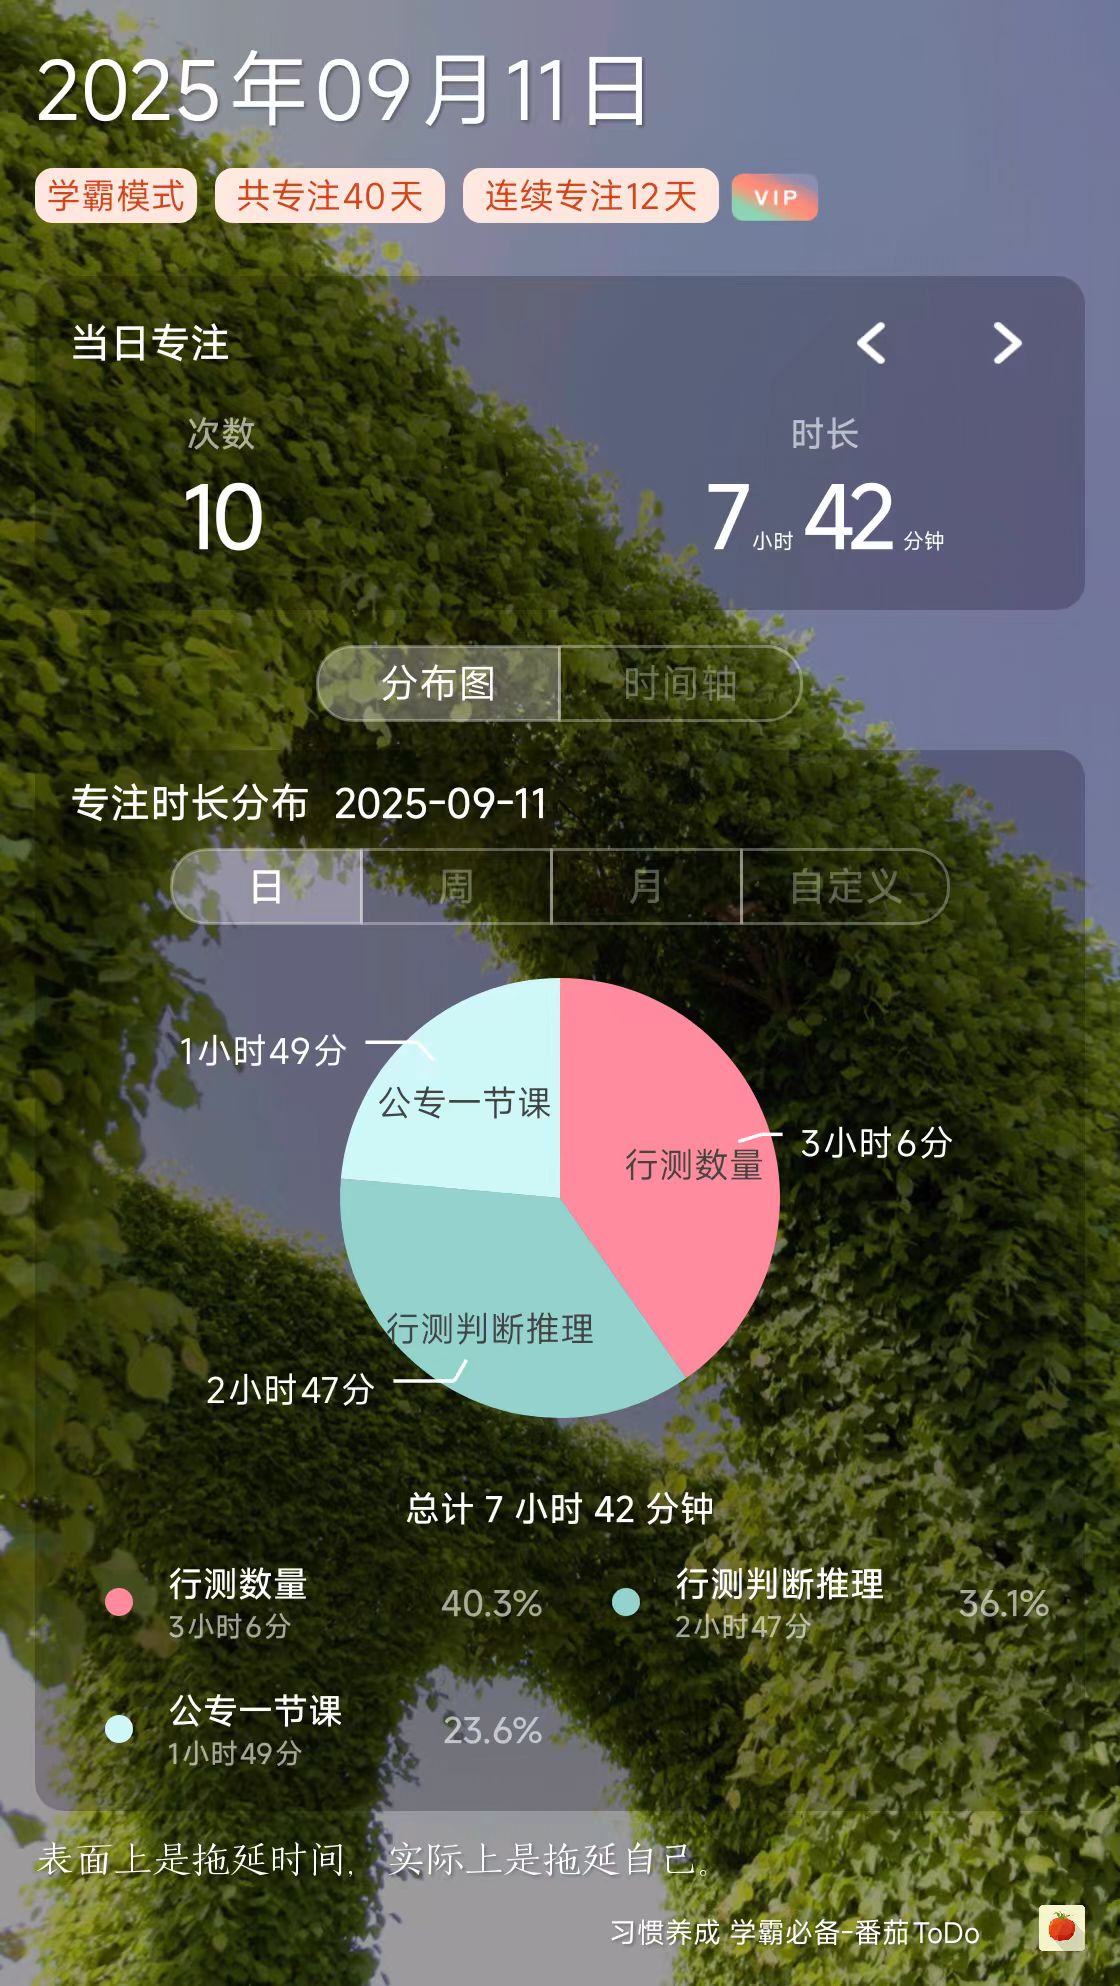 2025年09月11日
学霸模式 共专注40天 连续专注12天 VIP
当日专注
次数 时长
10 7小时42分钟
分布图 时间轴
专注时长分布 2025-09-11
日 周 月 自定义
1小时49分
公专一节课
3小时6分
行测数量
行测判断推理
2小时47分
总计 7 小时 42 分钟
行测数量 40.3% 行测判断推理 36.1%
3小时6分 2小时47分
公专一节课 23.6%
1小时49分
表面上是拖延时间, 实际上是拖延自己。
习惯养成 学霸必备-番茄ToDo